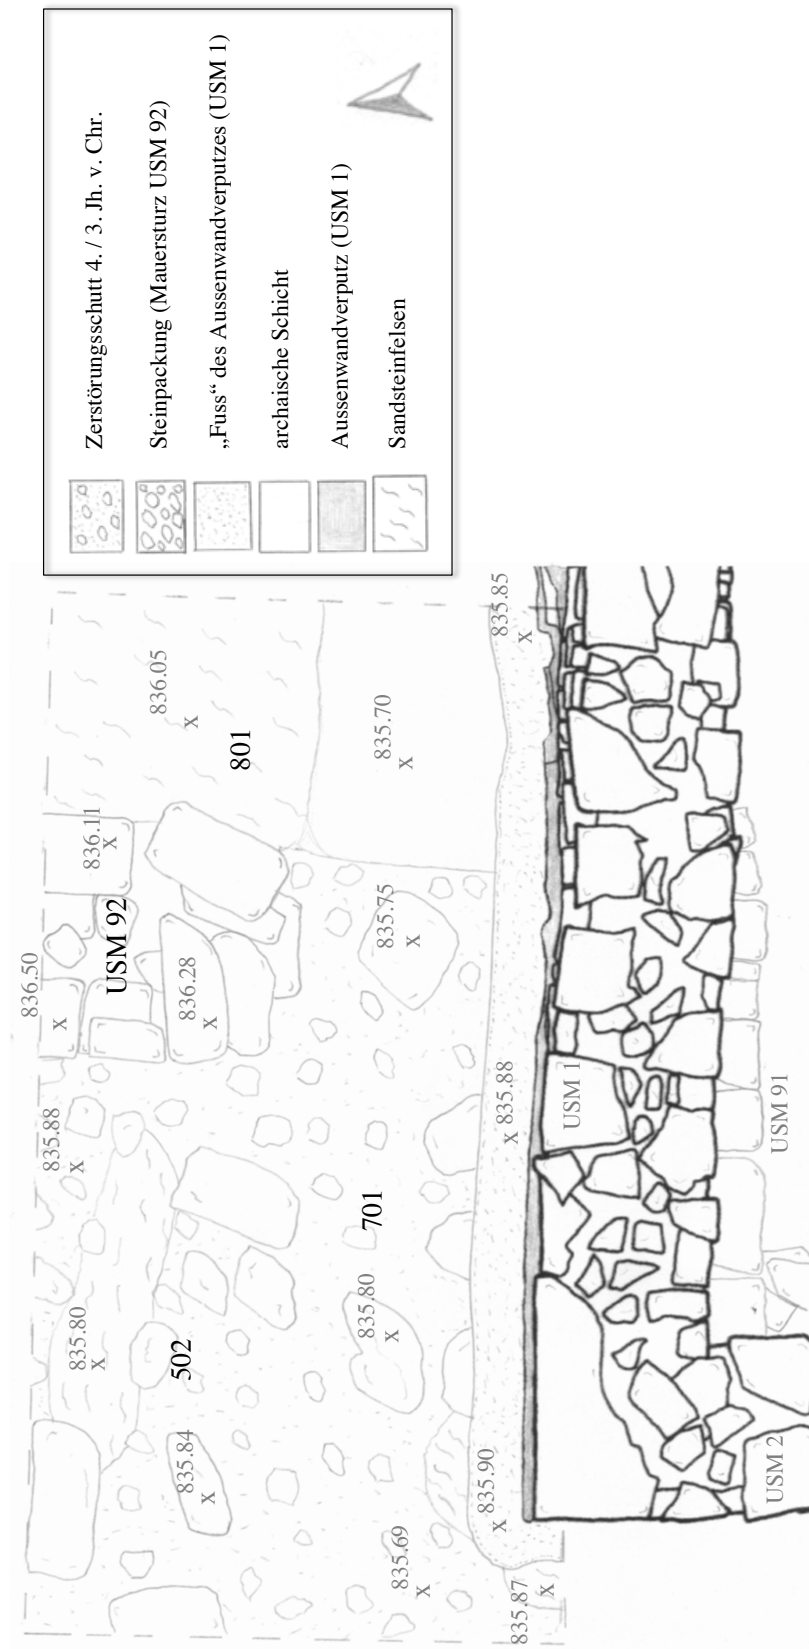 Zerstörungsschutt 4. / 3. Jh. v. Chr.
Steinpackung (Mauersturz USM 92)
„Fuss“ des Aussenwandverputzes (USM 1)
archaische Schicht
Aussenwandverputz (USM 1)
Sandsteinfelsen
836.50
X
835.88
X
835.80
X
836.11
X
USM 92
836.05
X
836.28
X
835.84
X
502
801
835.70
X
835.75
X
701
835.80
X
835.69
X
835.85
X
835.88
X
835.90
X
835.87
X
USM 1
USM 91
USM 2